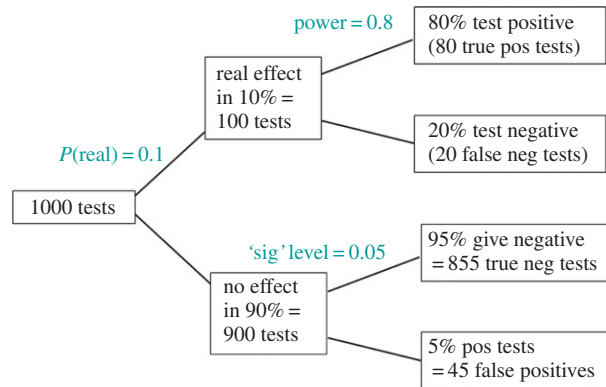 power = 0.8
80% test positive
(80 true pos tests)
real effect
in 10% =
100 tests
20% test negative
(20 false neg tests)
P(real) = 0.1
1000 tests
'sig' level = 0.05
95% give negative
= 855 true neg tests
no effect
in 90% =
900 tests
5% pos tests
= 45 false positives